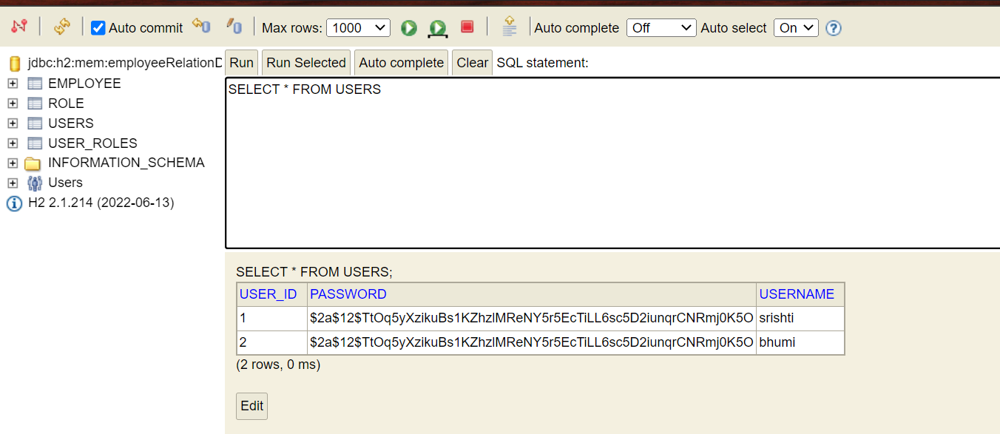 Auto commit Max rows: 1000 Auto complete Off Auto select On
jdbc:h2:mem:employeeRelationD
Run Run Selected Auto complete Clear SQL statement:
EMPLOYEE
ROLE
USERS
USER_ROLES
INFORMATION_SCHEMA
Users
H2 2.1.214 (2022-06-13)
SELECT * FROM USERS
SELECT * FROM USERS;
USER_ID PASSWORD USERNAME
1 $2a$12$TtOq5yXzikuBs1KZhzlMReNY5r5EcTiLL6sc5D2iunqrCNRmj0K5O srishti
2 $2a$12$TtOq5yXzikuBs1KZhzlMReNY5r5EcTiLL6sc5D2iunqrCNRmj0K5O bhumi
(2 rows, 0 ms)
Edit